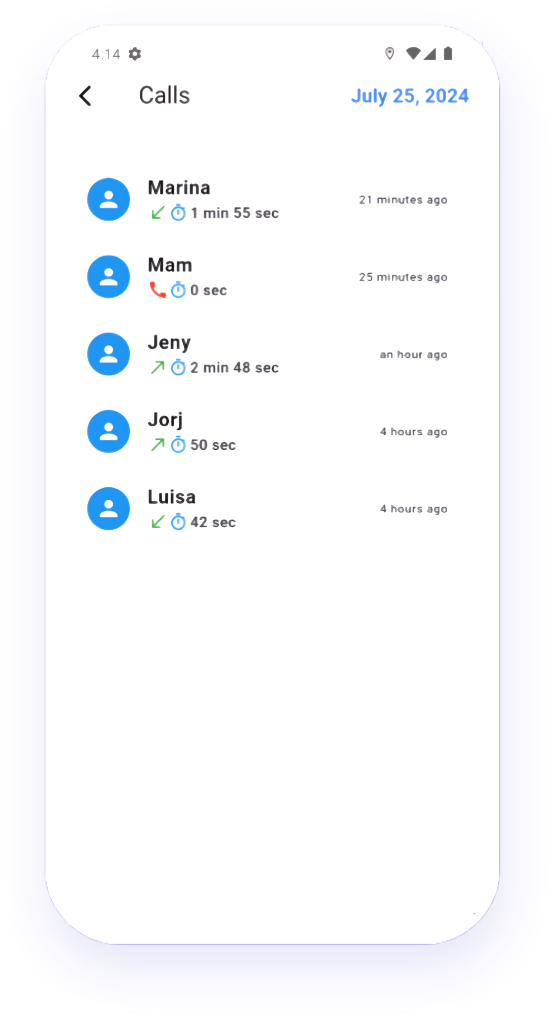 4:14
Calls
July 25, 2024
Marina
1 min 55 sec
21 minutes ago
Mam
0 sec
25 minutes ago
Jeny
2 min 48 sec
an hour ago
Jorj
50 sec
4 hours ago
Luisa
42 sec
4 hours ago